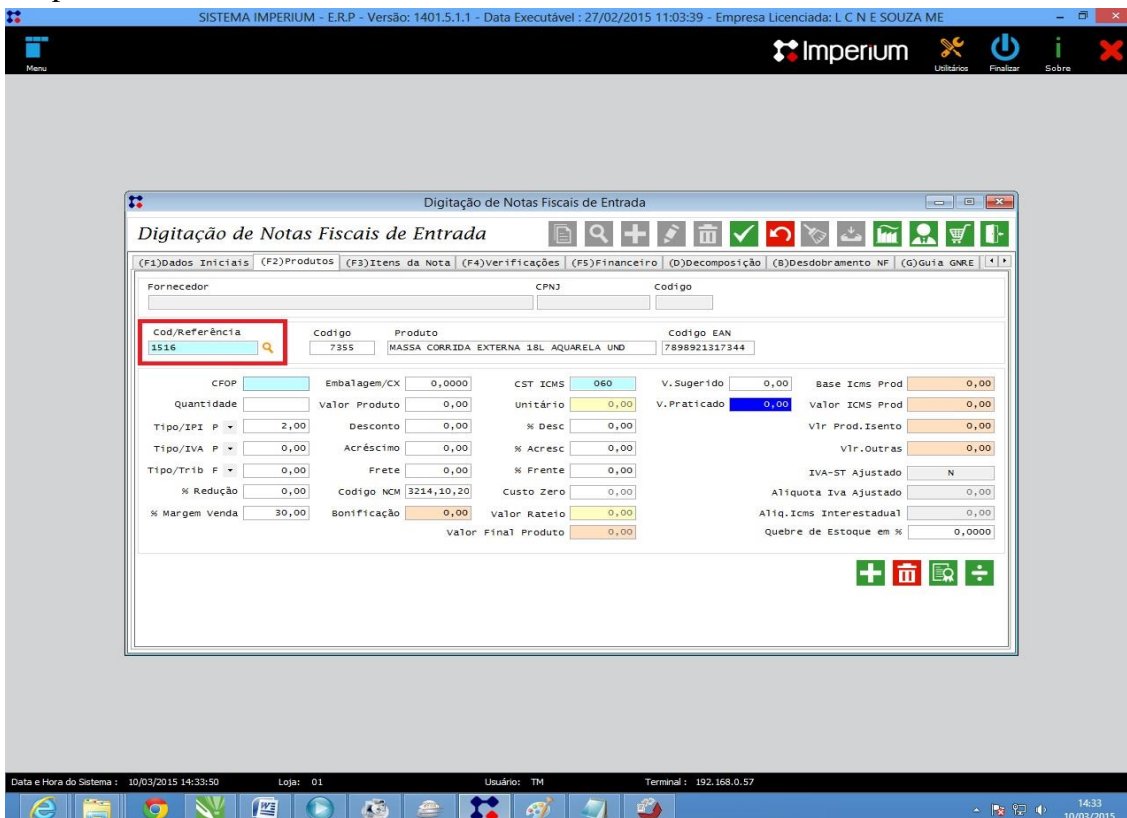 SISTEMA IMPERIUM - E.R.P - Versão: 1401.5.1.1 - Data Executável : 27/02/2015 11:03:39 - Empresa Licenciada: L C N E SOUZA ME
Menu
Imperium
Utilitários Finalizar Sobre
Digitação de Notas Fiscais de Entrada
Digitação de Notas Fiscais de Entrada
(F1)Dados Iniciais (F2)Produtos (F3)Itens da Nota (F4)Verificações (F5)Financeiro (D)Decomposição (B)Desdobramento NF (G)Guia GNRE
Fornecedor CPNJ Codigo
Cod/Referência Codigo Produto Codigo EAN
1516 7355 MASSA CORRIDA EXTERNA 18L AQUARELA UND 7898921317344
CFOP Embalagem/CX 0,0000 CST ICMS 060 V.Sugerido 0,00 Base Icms Prod 0,00
Quantidade Valor Produto 0,00 Unitário 0,00 V.Praticado 0,00 Valor ICMS Prod 0,00
Tipo/IPI P 2,00 Desconto 0,00 % Desc 0,00 Vlr Prod.Isento 0,00
Tipo/IVA P 0,00 Acréscimo 0,00 % Acresc 0,00 Vlr.Outras 0,00
Tipo/Trib F 0,00 Frete 0,00 % Frente 0,00 IVA-ST Ajustado N
% Redução 0,00 Codigo NCM 3214,10,20 Custo Zero 0,00 Aliquota Iva Ajustado 0,00
% Margem Venda 30,00 Bonificação 0,00 Valor Rateio 0,00 Aliq.Icms Interestadual 0,00
Valor Final Produto 0,00 Quebre de Estoque em % 0,0000
Data e Hora do Sistema : 10/03/2015 14:33:50 Loja: 01 Usuário: TM Terminal : 192.168.0.57
14:33
10/03/2015